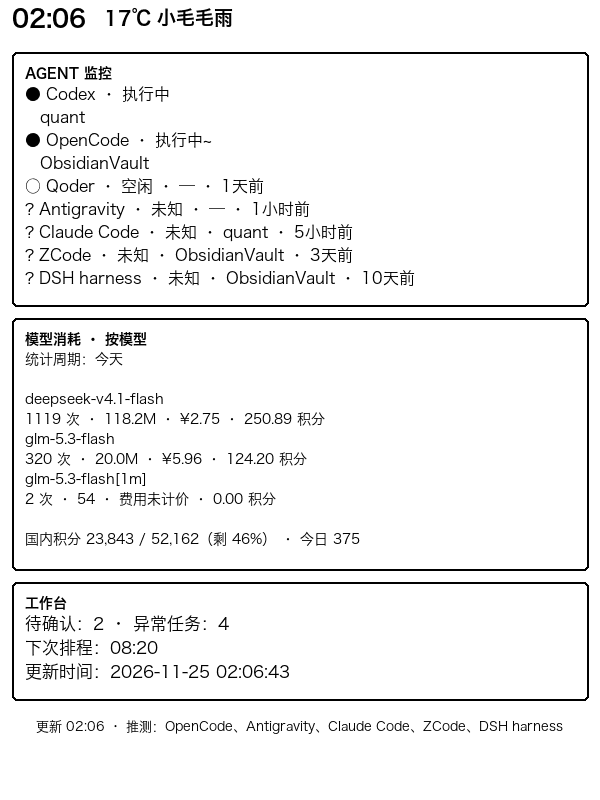 02:06 17℃ 小毛毛雨
AGENT 监控
● Codex · 执行中
quant
● OpenCode · 执行中~
ObsidianVault
○ Qoder · 空闲 · — · 1天前
? Antigravity · 未知 · — · 1小时前
? Claude Code · 未知 · quant · 5小时前
? ZCode · 未知 · ObsidianVault · 3天前
? DSH harness · 未知 · ObsidianVault · 10天前
模型消耗 · 按模型
统计周期：今天
deepseek-v4.1-flash
1119 次 · 118.2M · ¥2.75 · 250.89 积分
glm-5.3-flash
320 次 · 20.0M · ¥5.96 · 124.20 积分
glm-5.3-flash[1m]
2 次 · 54 · 费用未计价 · 0.00 积分
国内积分 23,843 / 52,162（剩 46%） · 今日 375
工作台
待确认：2 · 异常任务：4
下次排程：08:20
更新时间：2026-11-25 02:06:43
更新 02:06 · 推测：OpenCode、Antigravity、Claude Code、ZCode、DSH harness